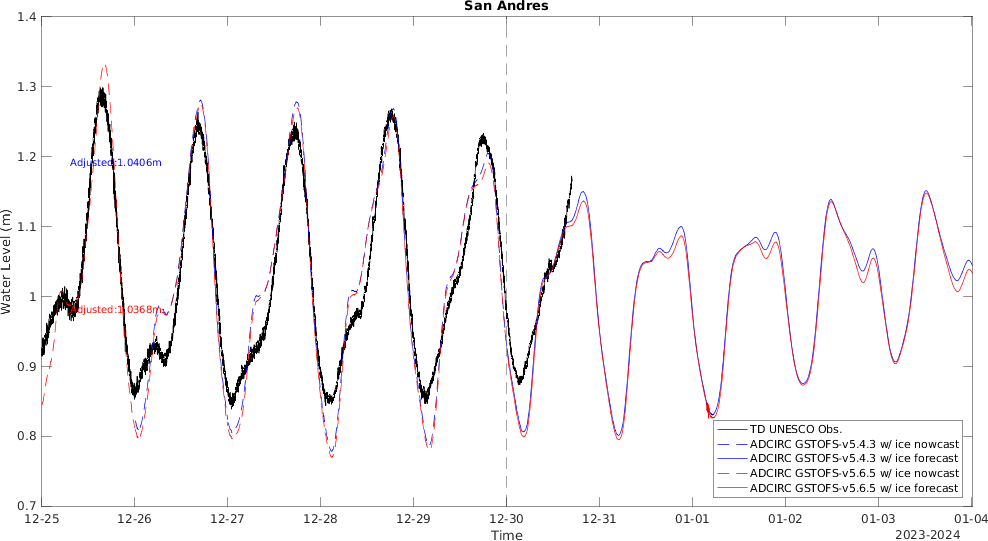 San Andres
1.4
1.3
1.2
1.1
1
0.9
0.8
0.7
Water Level (m)
Adjusted:1.0406m
Adjusted:1.0368m
TD UNESCO Obs.
ADCIRC GSTOFS-v5.4.3 w/ ice nowcast
ADCIRC GSTOFS-v5.4.3 w/ ice forecast
ADCIRC GSTOFS-v5.6.5 w/ ice nowcast
ADCIRC GSTOFS-v5.6.5 w/ ice forecast
12-25 12-26 12-27 12-28 12-29 12-30 12-31 01-01 01-02 01-03 01-04
Time
2023-2024